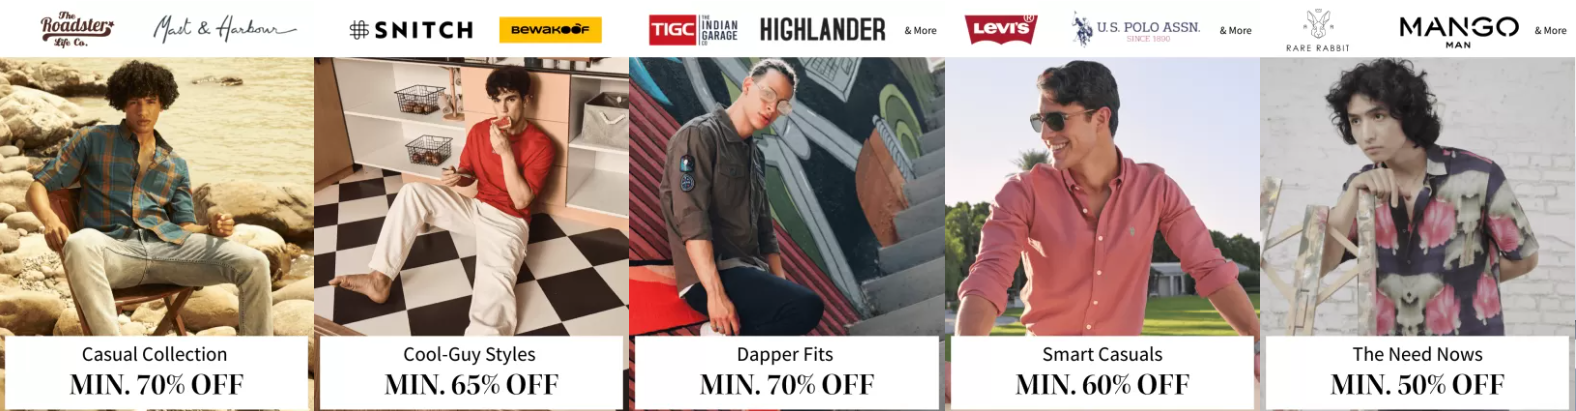 The
Roadster
Life Co.
Mast & Harbour
SNITCH
BEWAKOOF
TIGC THE INDIAN GARAGE CO
HIGHLANDER
& More
LEVI'S®
U.S. POLO ASSN.
SINCE 1890
& More
RARE RABBIT
MANGO
MAN
& More
Casual Collection
MIN. 70% OFF
Cool-Guy Styles
MIN. 65% OFF
Dapper Fits
MIN. 70% OFF
Smart Casuals
MIN. 60% OFF
The Need Nows
MIN. 50% OFF